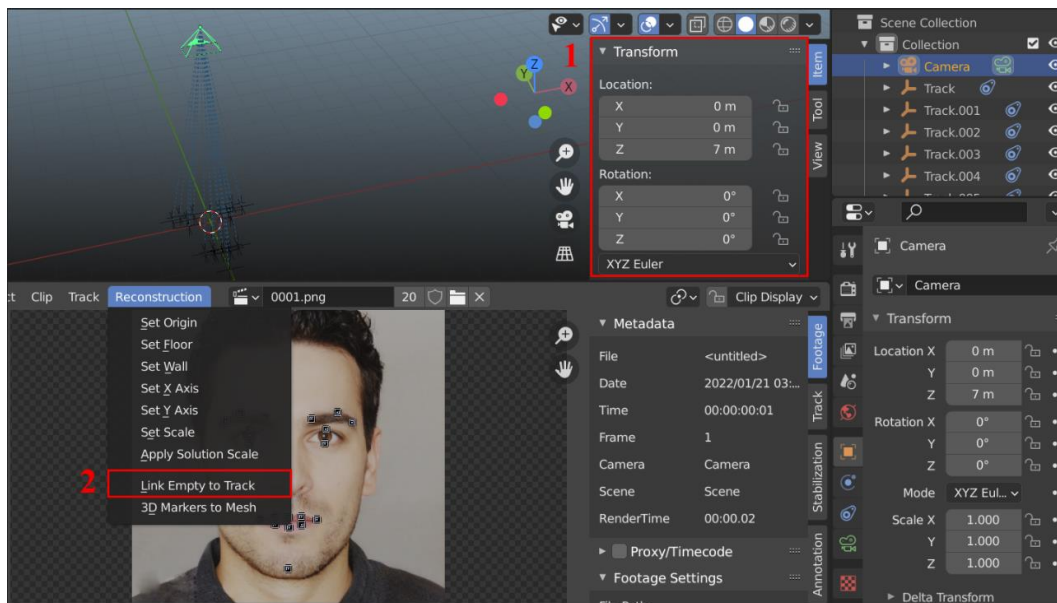 1
Transform
Location:
X 0 m
Y 0 m
Z 7 m
Rotation:
X 0°
Y 0°
Z 0°
XYZ Euler
Item
Tool
View
Z
Y
X
Scene Collection
Collection
Camera
Track
Track.001
Track.002
Track.003
Track.004
Camera
Camera
Transform
Location X 0 m
Y 0 m
Z 7 m
Rotation X 0°
Y 0°
Z 0°
Mode XYZ Eul...
Scale X 1.000
Y 1.000
Z 1.000
Delta Transform
Clip Track Reconstruction 0001.png 20 Clip Display
Set Origin
Set Floor
Set Wall
Set X Axis
Set Y Axis
Set Scale
Apply Solution Scale
2
Link Empty to Track
3D Markers to Mesh
Metadata
File <untitled>
Date 2022/01/21 03:...
Time 00:00:00:01
Frame 1
Camera Camera
Scene Scene
RenderTime 00:00.02
Proxy/Timecode
Footage Settings
Footage
Track
Stabilization
Annotation